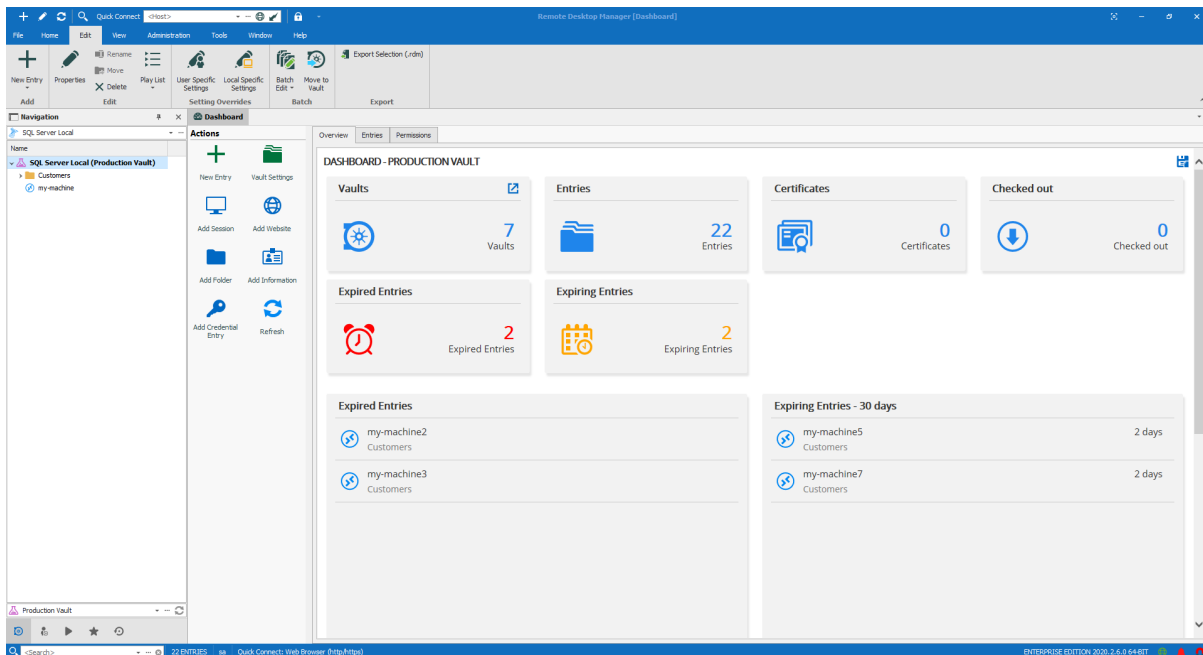 Quick Connect <Host>
Remote Desktop Manager [Dashboard]
File Home Edit View Administration Tools Window Help
New Entry
Properties
Rename
Move
Delete
Play List
User Specific Settings
Local Specific Settings
Batch Edit
Move to Vault
Export Selection (.rdm)
Add
Edit
Setting Overrides
Batch
Export
Navigation
Dashboard
SQL Server Local
Name
SQL Server Local (Production Vault)
Customers
my-machine
Actions
New Entry
Vault Settings
Add Session
Add Website
Add Folder
Add Information
Add Credential Entry
Refresh
Overview Entries Permissions
DASHBOARD - PRODUCTION VAULT
Vaults
7
Vaults
Entries
22
Entries
Certificates
0
Certificates
Checked out
0
Checked out
Expired Entries
2
Expired Entries
Expiring Entries
2
Expiring Entries
Expired Entries
my-machine2
Customers
my-machine3
Customers
Expiring Entries - 30 days
my-machine5 2 days
Customers
my-machine7 2 days
Customers
Production Vault
<Search>
22 ENTRIES sa Quick Connect: Web Browser (http/https)
ENTERPRISE EDITION 2020.2.6.0 64-BIT